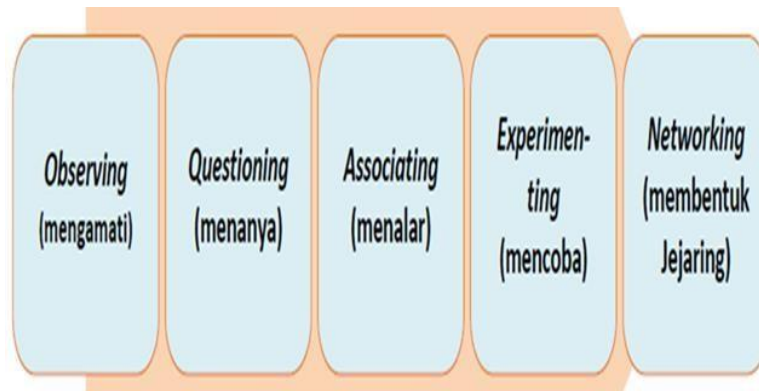 Observing
(mengamati)
Questioning
(menanya)
Associating
(menalar)
Experimen-
ting
(mencoba)
Networking
(membentuk
Jejaring)